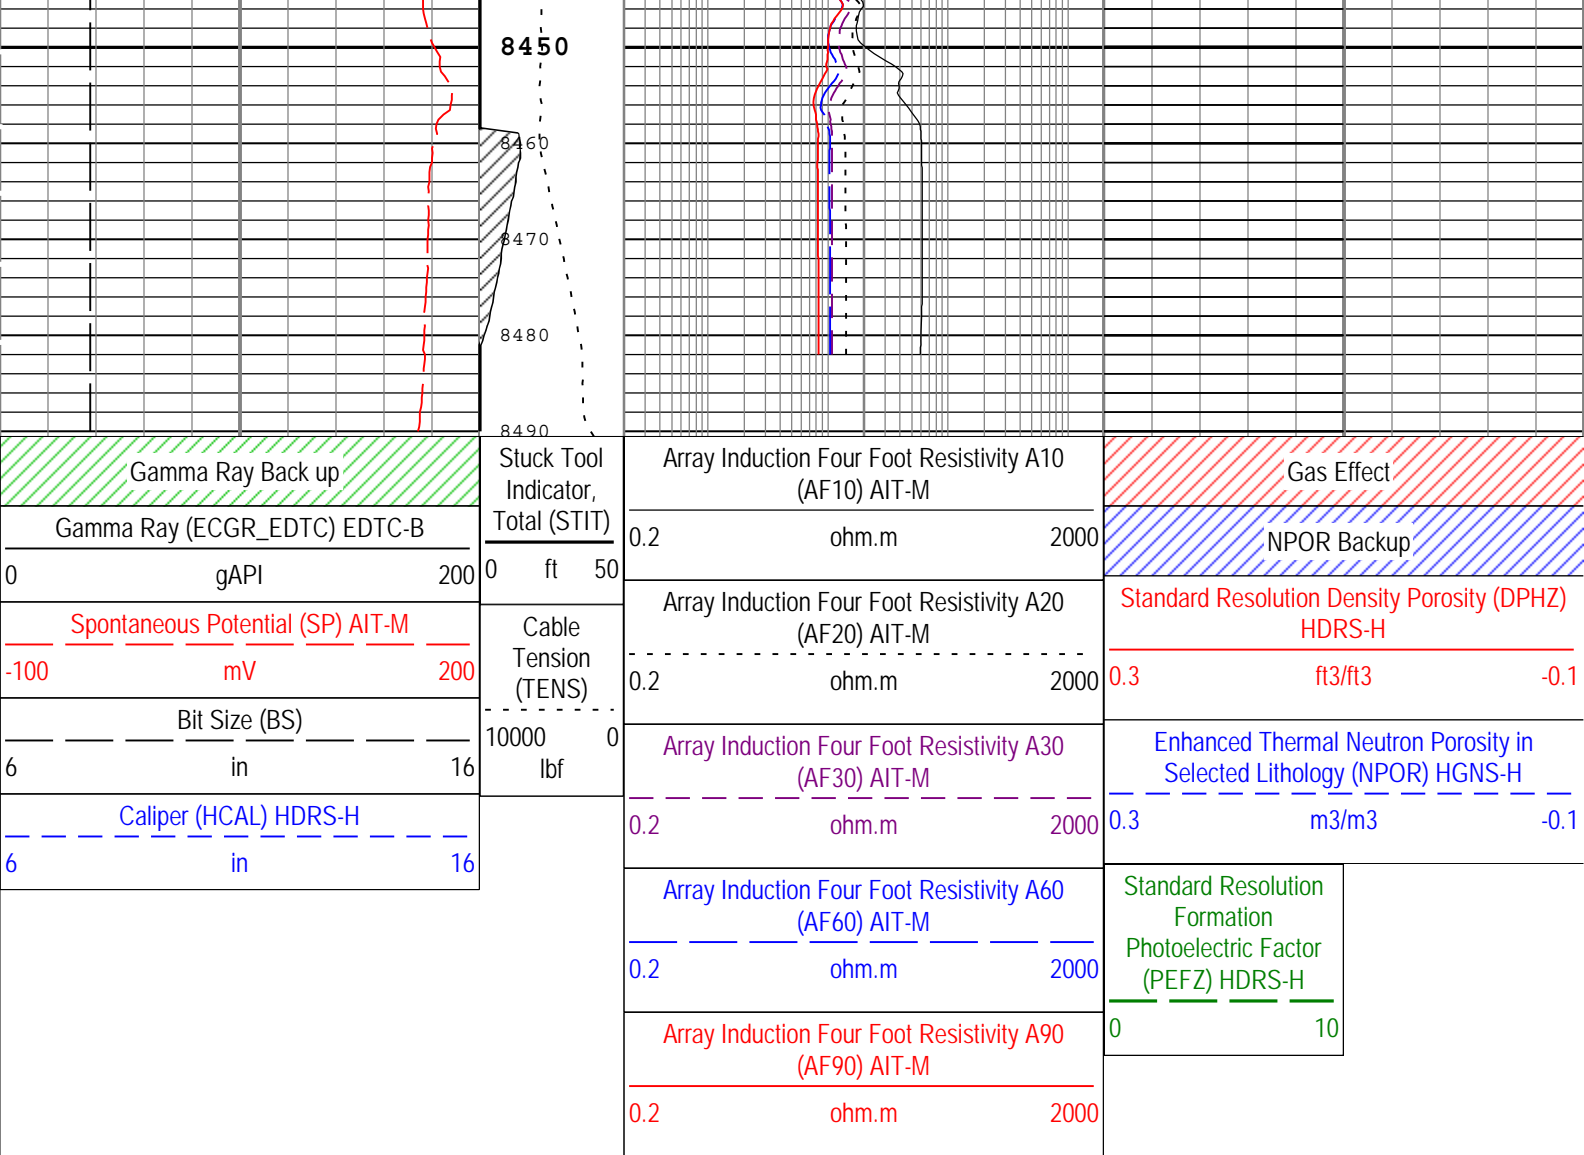 8450
8460
8470
8480
8490
Gamma Ray Back up
Gamma Ray (ECGR_EDTC) EDTC-B
0 gAPI 200
Spontaneous Potential (SP) AIT-M
-100 mV 200
Bit Size (BS)
6 in 16
Caliper (HCAL) HDRS-H
6 in 16
Stuck Tool
Indicator,
Total (STIT)
0 ft 50
Cable
Tension
(TENS)
10000 0
lbf
Array Induction Four Foot Resistivity A10
(AF10) AIT-M
0.2 ohm.m 2000
Array Induction Four Foot Resistivity A20
(AF20) AIT-M
0.2 ohm.m 2000
Array Induction Four Foot Resistivity A30
(AF30) AIT-M
0.2 ohm.m 2000
Array Induction Four Foot Resistivity A60
(AF60) AIT-M
0.2 ohm.m 2000
Array Induction Four Foot Resistivity A90
(AF90) AIT-M
0.2 ohm.m 2000
Gas Effect
NPOR Backup
Standard Resolution Density Porosity (DPHZ)
HDRS-H
0.3 ft3/ft3 -0.1
Enhanced Thermal Neutron Porosity in
Selected Lithology (NPOR) HGNS-H
0.3 m3/m3 -0.1
Standard Resolution
Formation
Photoelectric Factor
(PEFZ) HDRS-H
0 10